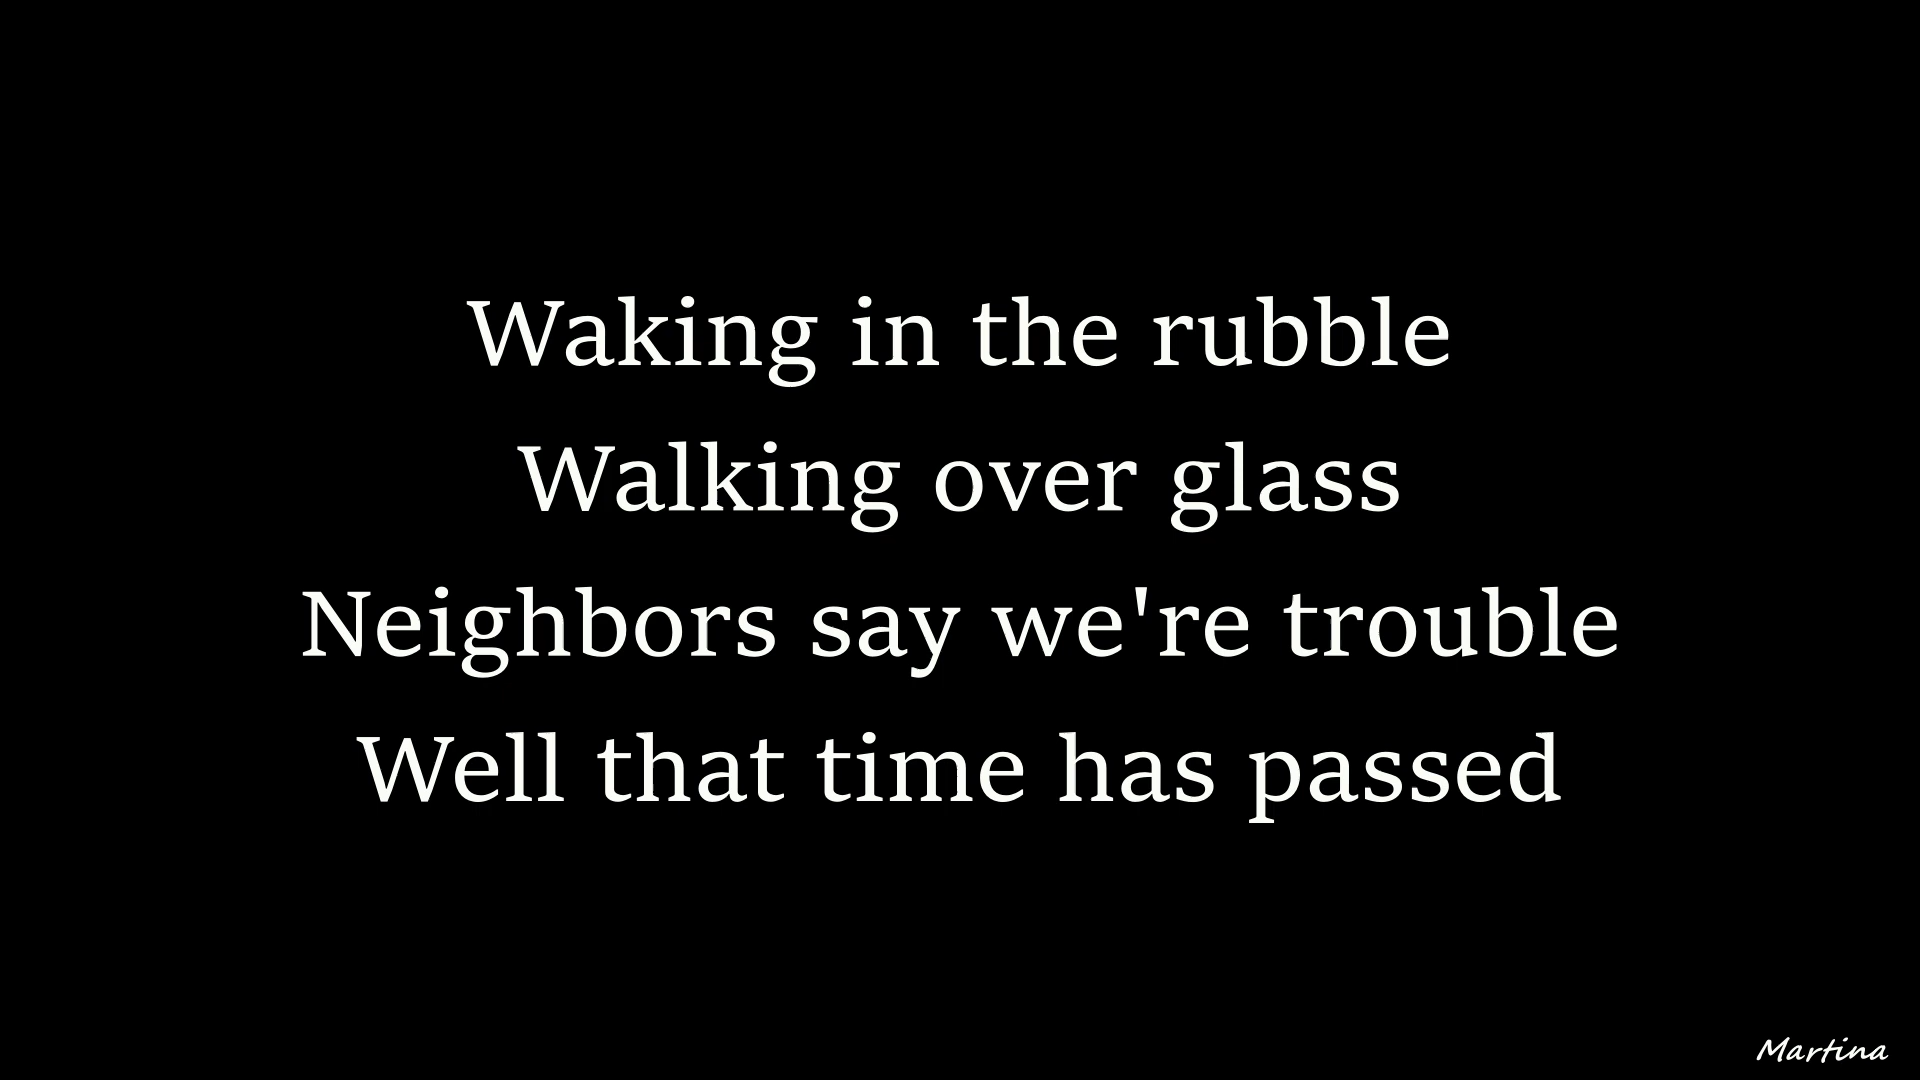 Waking in the rubble
Walking over glass
Neighbors say we're trouble
Well that time has passed
Martina